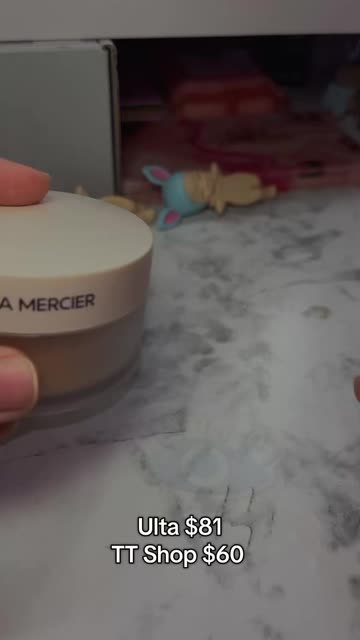 A MERCIER
Ulta $81
TT Shop $60